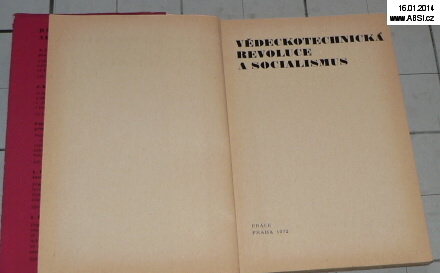 16.01.2014
www.ABSI.cz
VĚDECKOTECHNICKÁ
REVOLUCE
A SOCIALISMUS
PRÁCE
PRAHA 1972